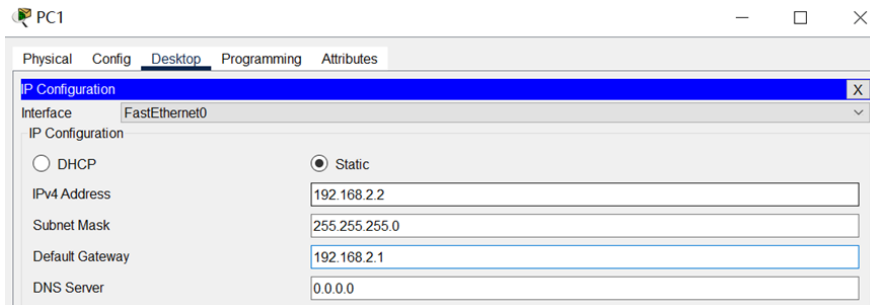 PC1
Physical Config Desktop Programming Attributes
IP Configuration X
Interface FastEthernet0
IP Configuration
DHCP Static
IPv4 Address 192.168.2.2
Subnet Mask 255.255.255.0
Default Gateway 192.168.2.1
DNS Server 0.0.0.0